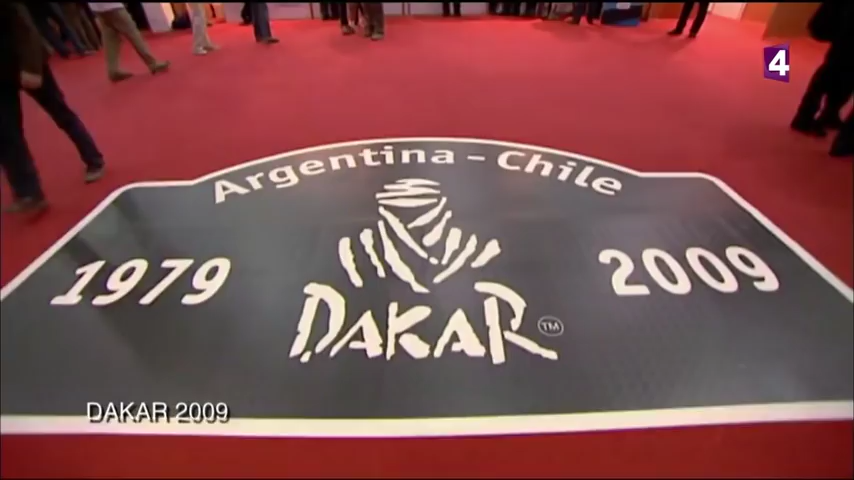 4
Argentina – Chile
1979
2009
DAKAR
TM
DAKAR 2009